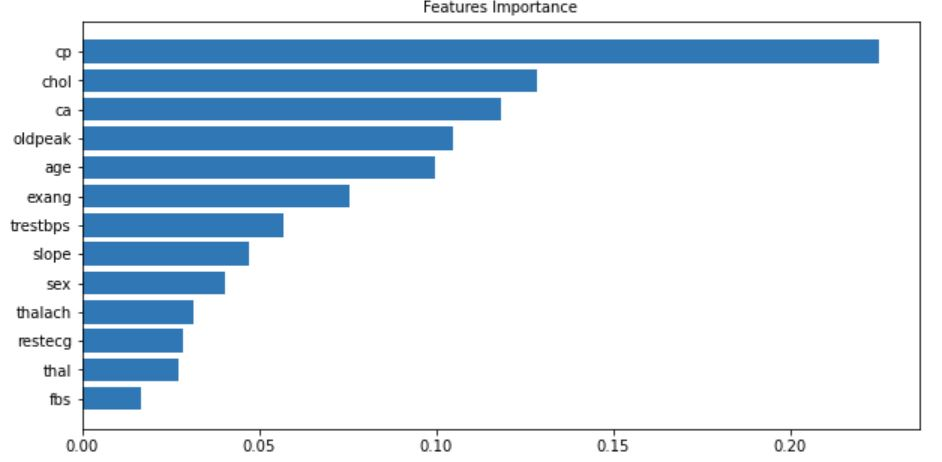 Features Importance
cp
chol
ca
oldpeak
age
exang
trestbps
slope
sex
thalach
restecg
thal
fbs
0.00 0.05 0.10 0.15 0.20